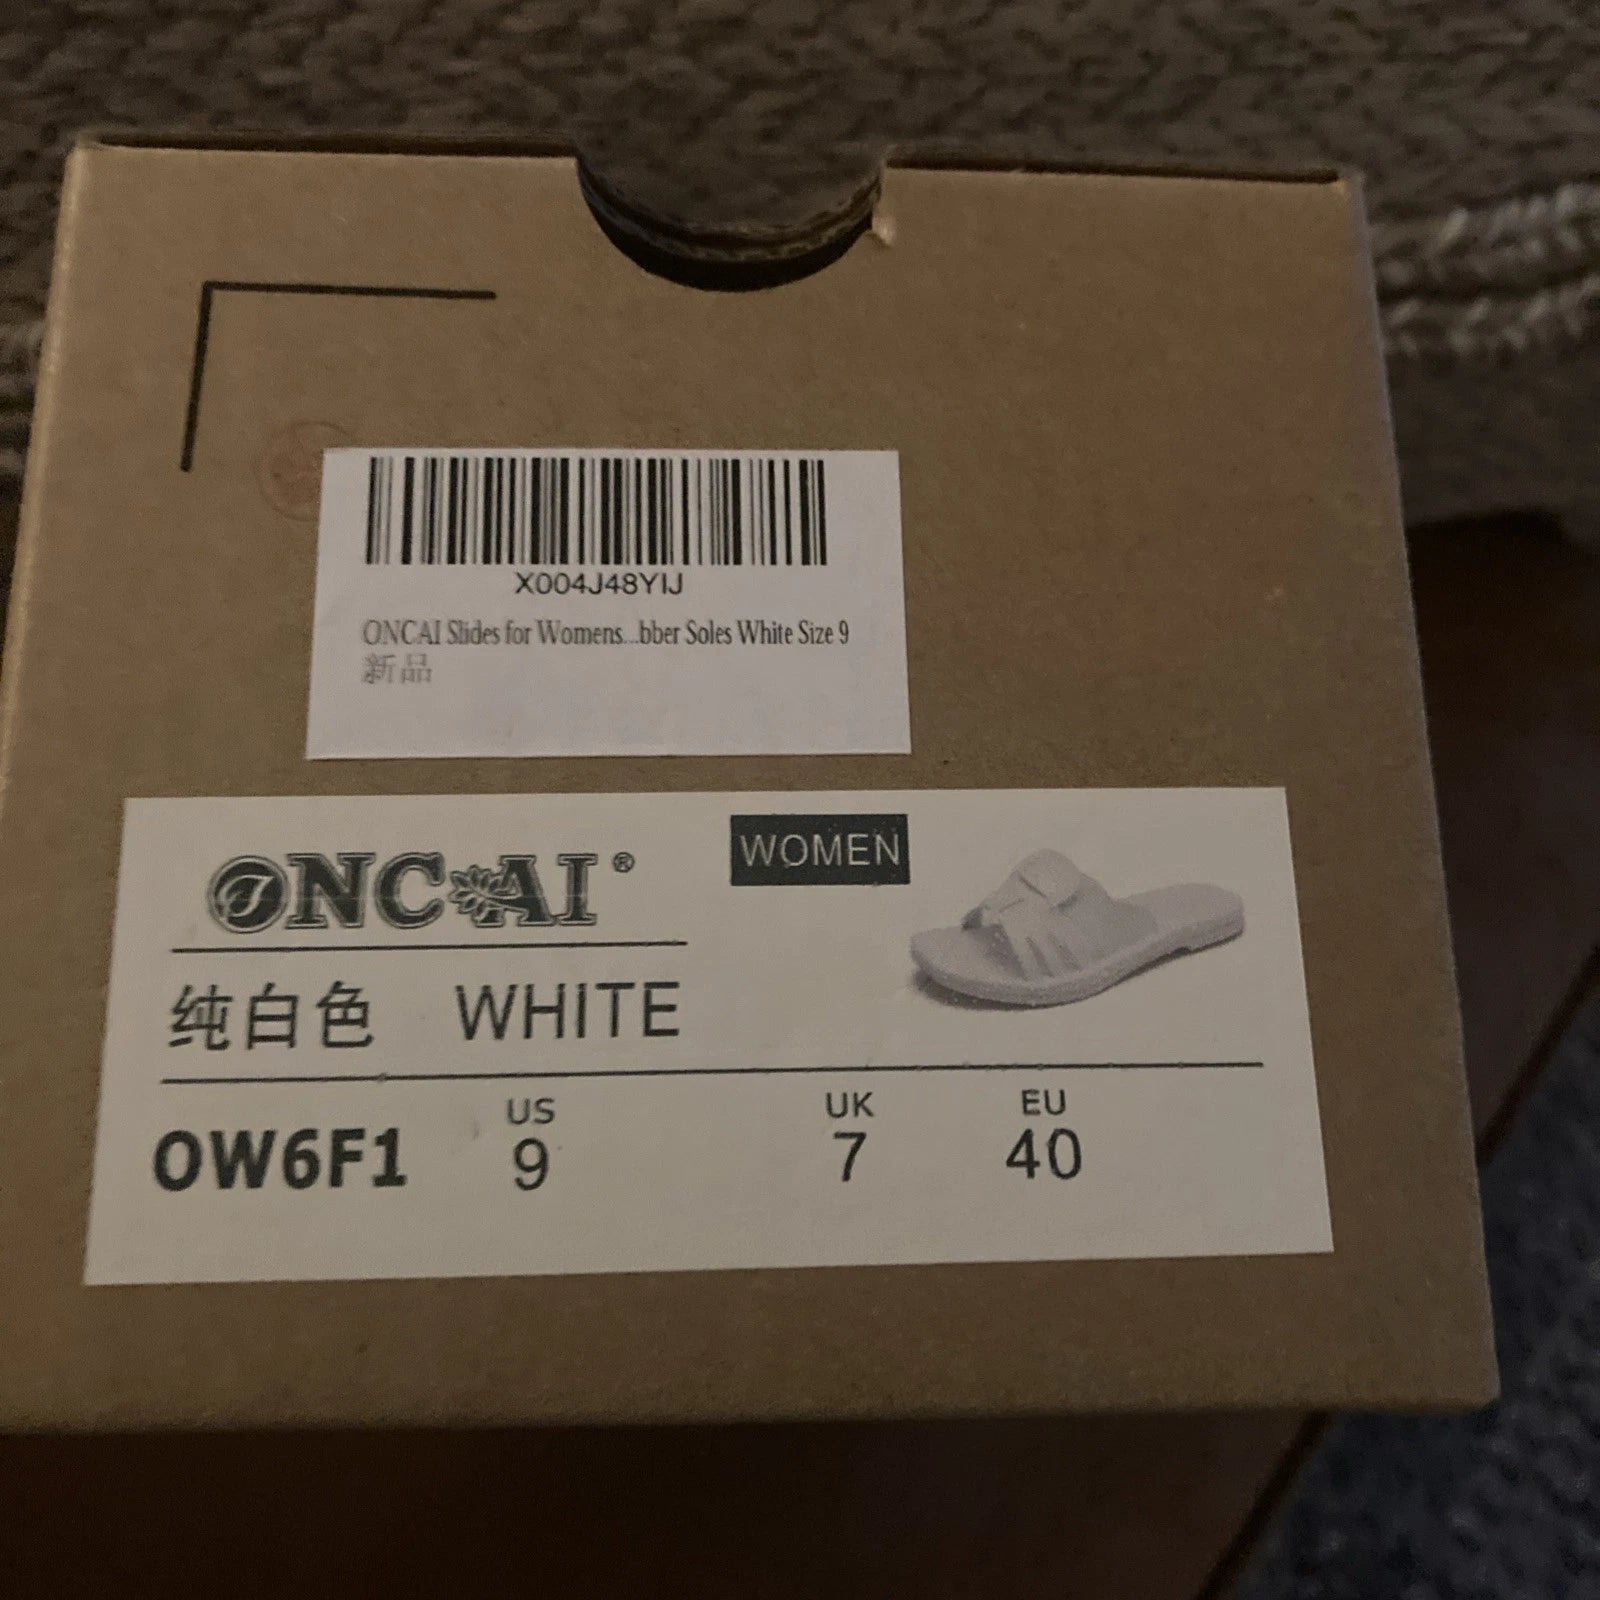 X004J48YIJ
ONCAI Slides for Womens...bber Soles White Size 9
新品
ONCAI®
WOMEN
纯白色 WHITE
US UK EU
OW6F1 9 7 40